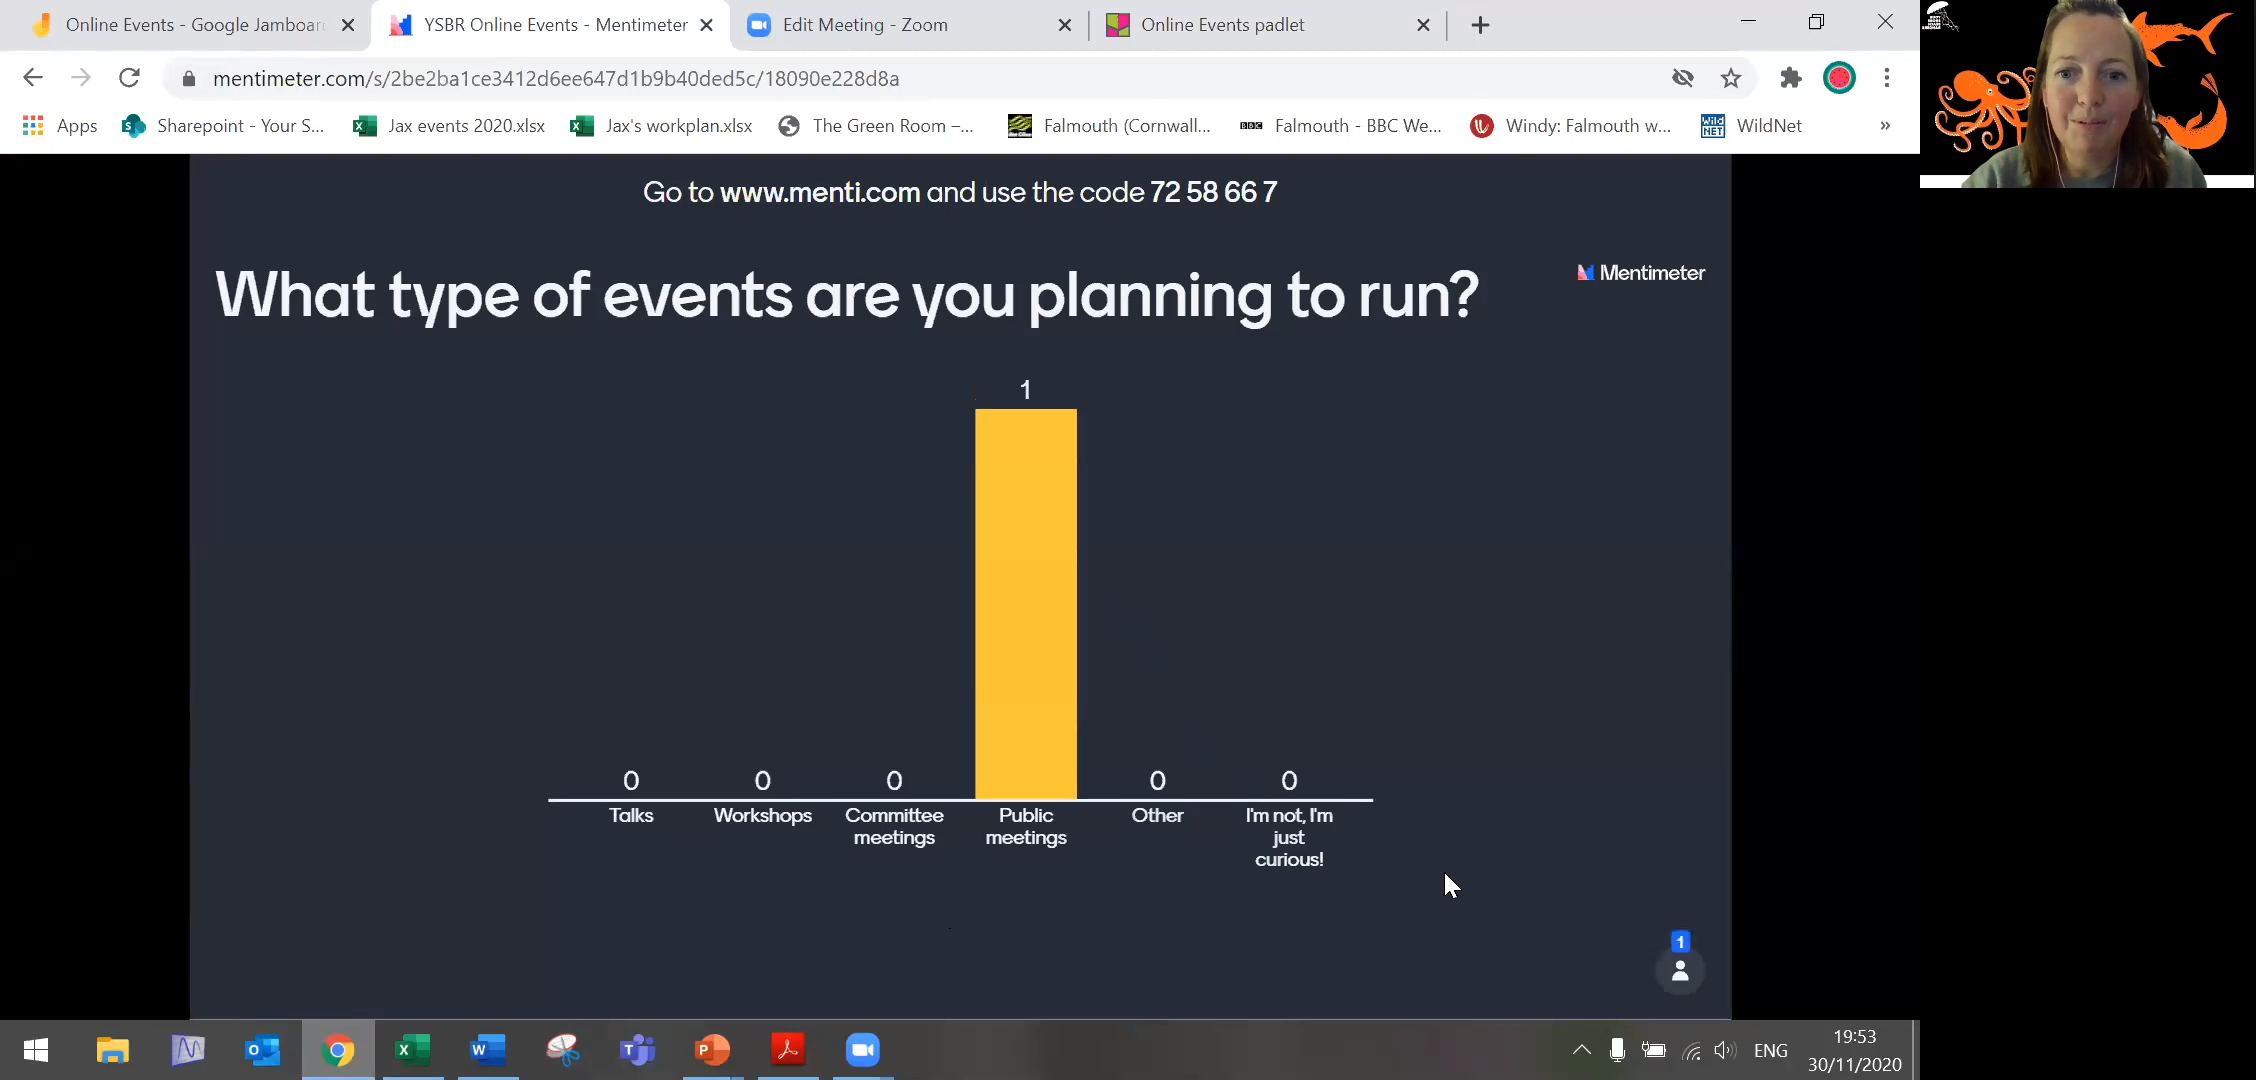 Online Events - Google Jamboar
YSBR Online Events - Mentimeter
Edit Meeting - Zoom
Online Events padlet
mentimeter.com/s/2be2ba1ce3412d6ee647d1b9b40ded5c/18090e228d8a
Apps
Sharepoint - Your S...
Jax events 2020.xlsx
Jax's workplan.xlsx
The Green Room –...
Falmouth (Cornwall...
BBC
Falmouth - BBC We...
Windy: Falmouth w...
Wild NET
WildNet
Go to www.menti.com and use the code 72 58 66 7
What type of events are you planning to run?
Mentimeter
1
0 0 0 0 0
Talks
Workshops
Committee
meetings
Public
meetings
Other
I'm not, I'm
just
curious!
1
ENG
19:53
30/11/2020